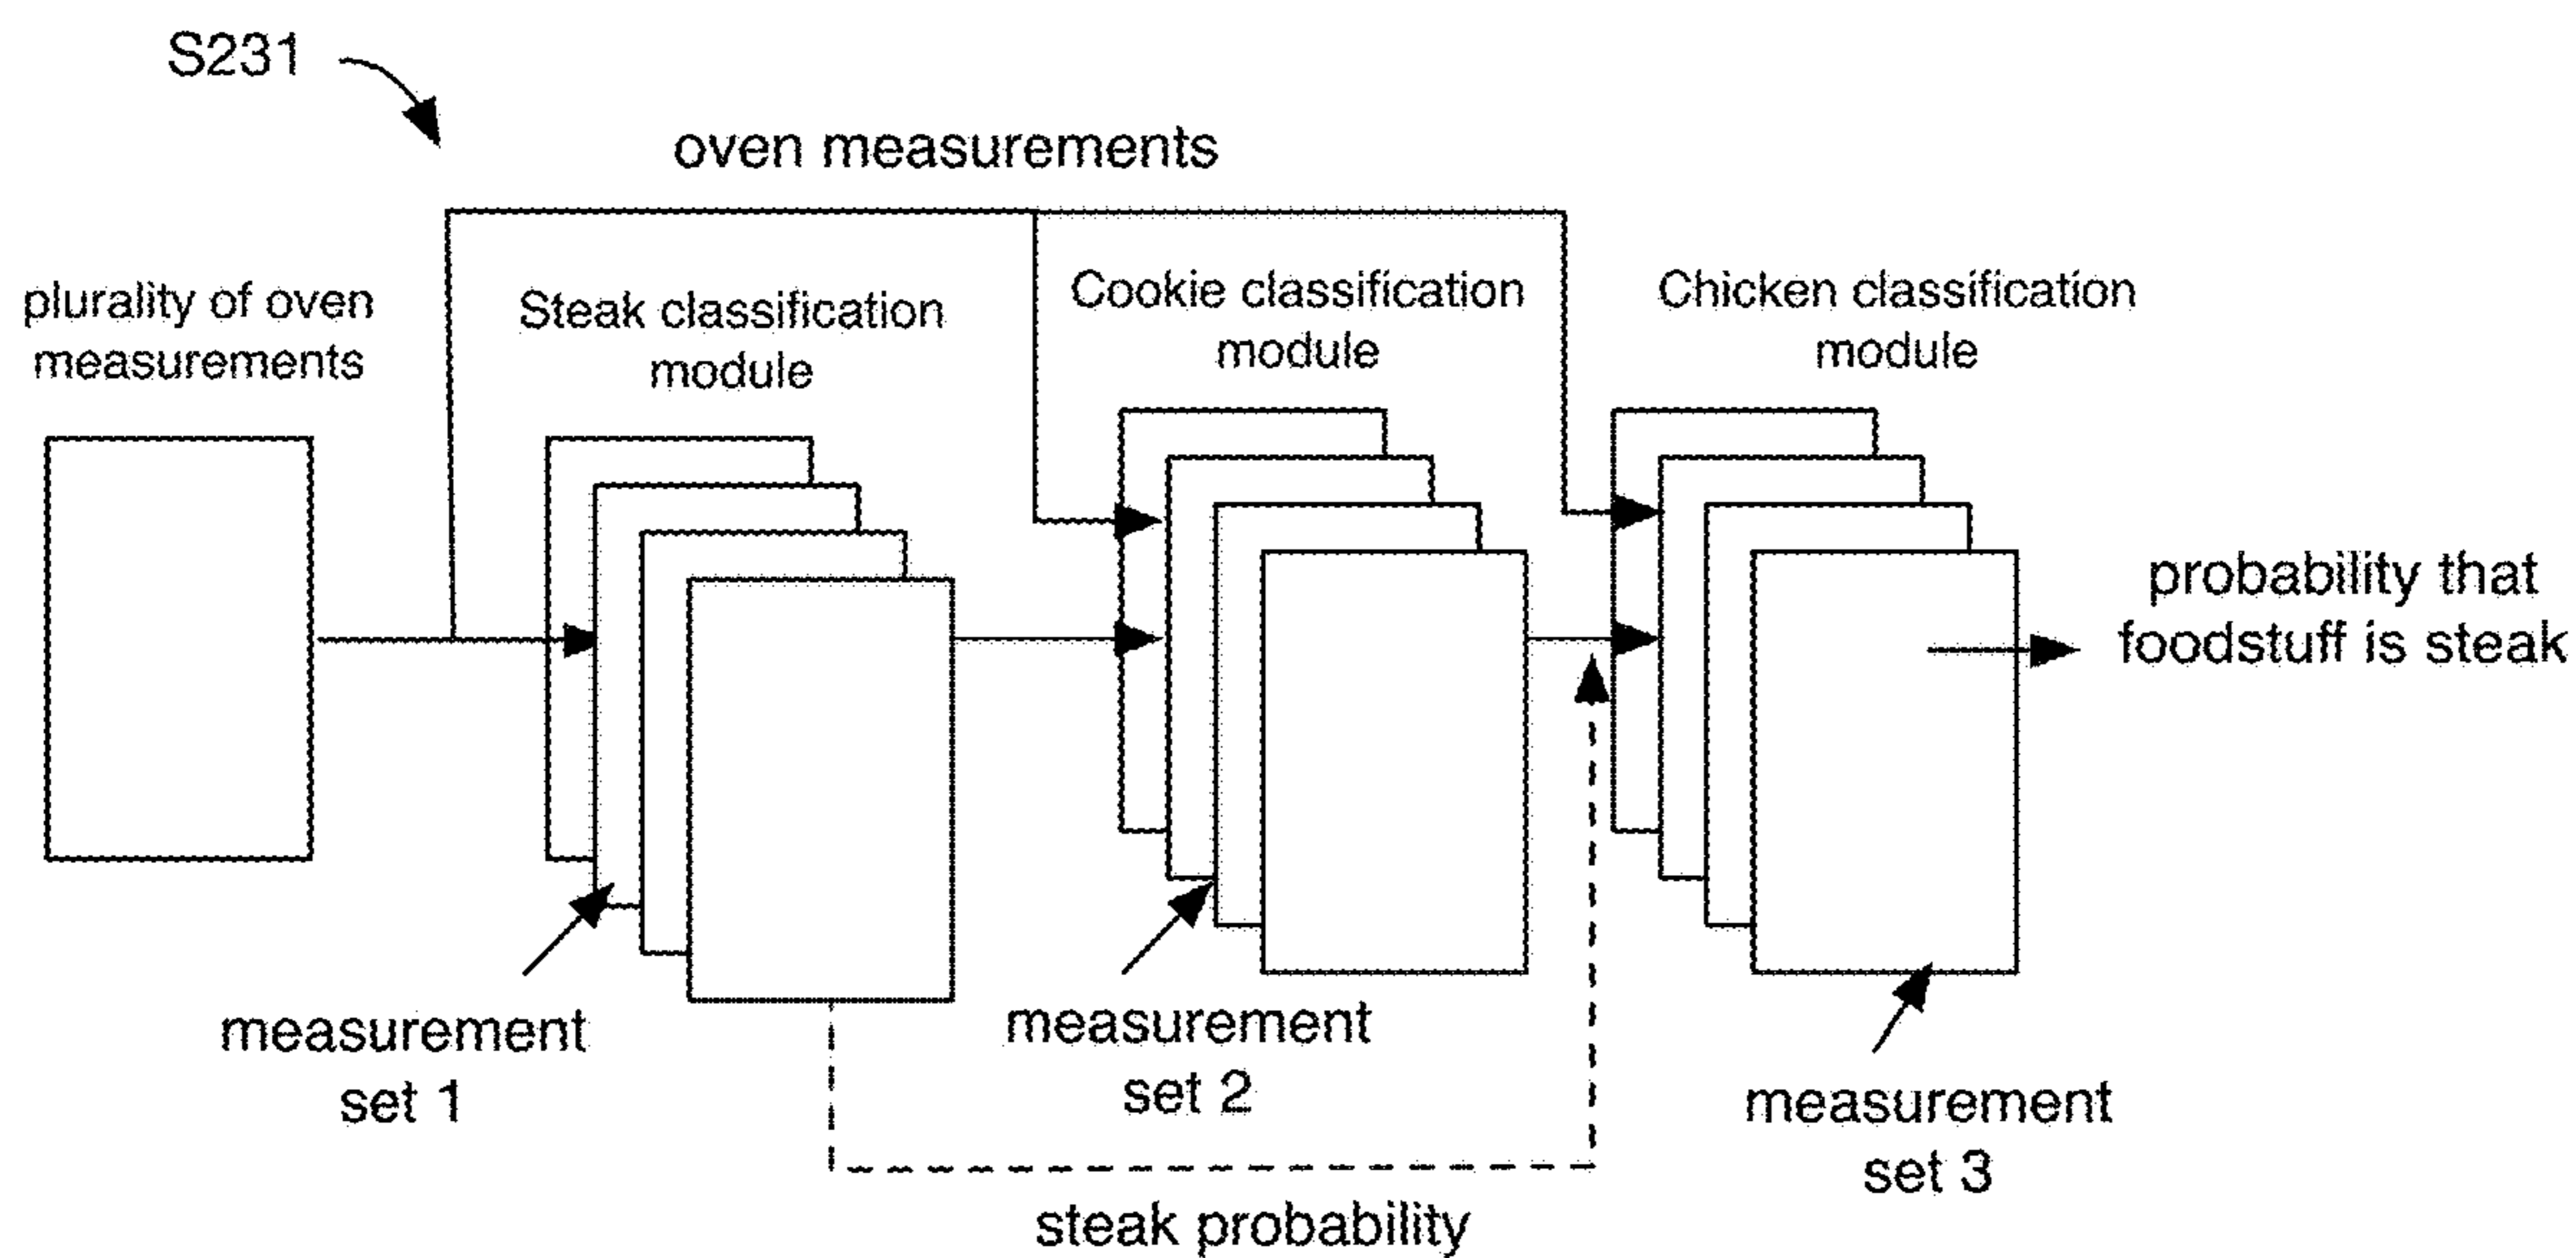 S231
oven measurements
plurality of oven
measurements
Steak classification
module
Cookie classification
module
Chicken classification
module
probability that
foodstuff is steak
measurement
set 1
measurement
set 2
measurement
set 3
steak probability